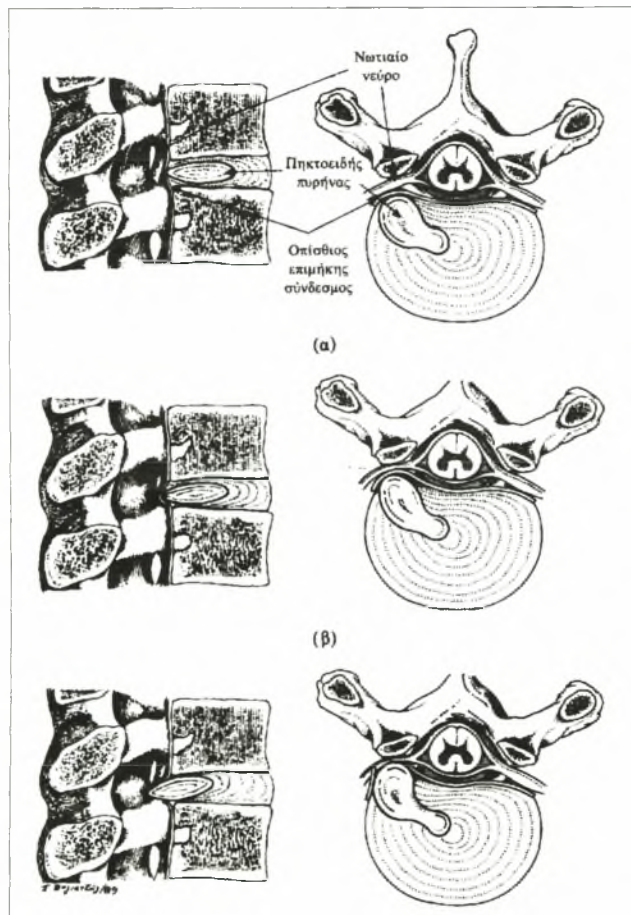 Νωτιαίο
νεύρο
Πηκτοειδής
πυρήνας
Οπίσθιος
επιμήκης
σύνδεσμος
(α)
(β)